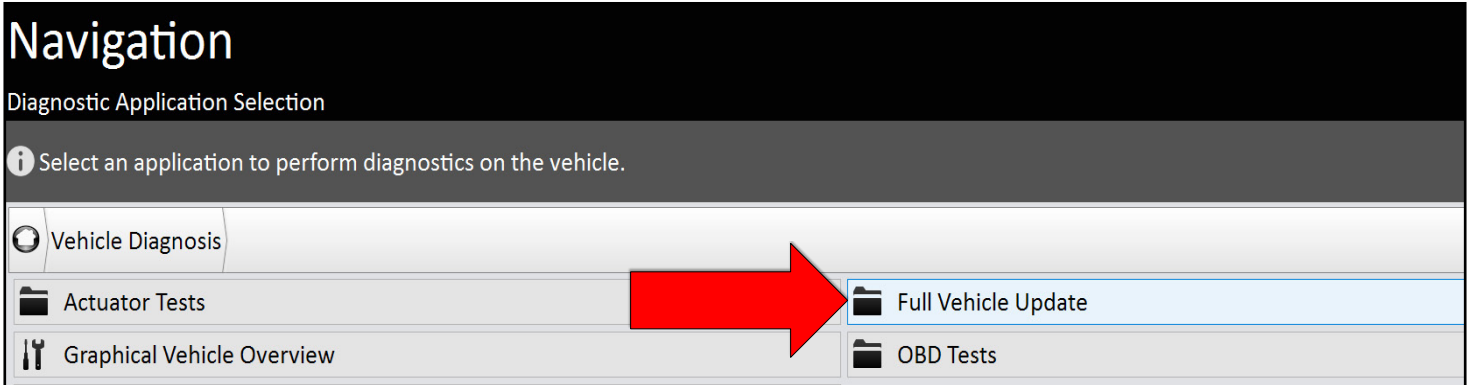 Navigation
Diagnostic Application Selection
Select an application to perform diagnostics on the vehicle.
Vehicle Diagnosis
Actuator Tests
Full Vehicle Update
Graphical Vehicle Overview
OBD Tests